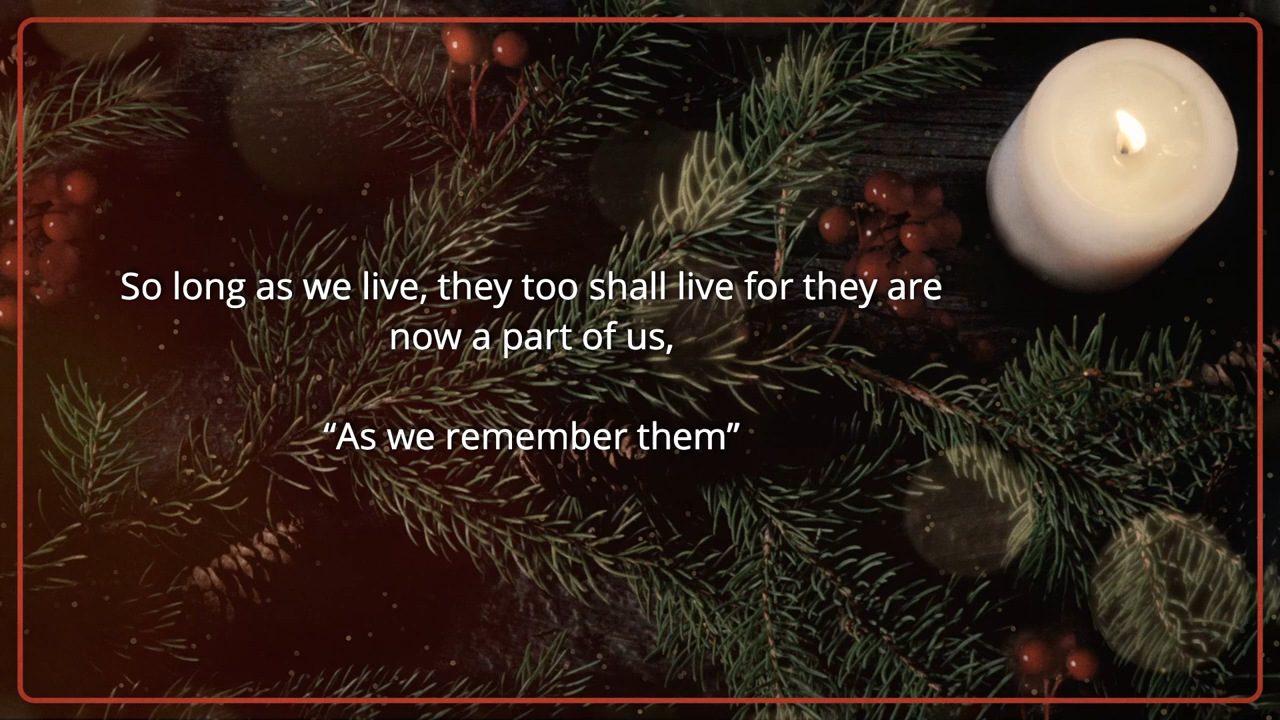 So long as we live, they too shall live for they are
now a part of us,
“As we remember them”